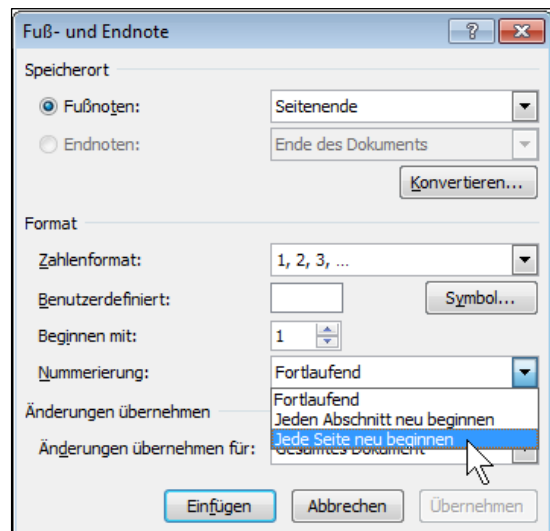 Fuß- und Endnote
Speicherort
Fußnoten: Seitenende
Endnoten: Ende des Dokuments
Konvertieren...
Format
Zahlenformat: 1, 2, 3, ...
Benutzerdefiniert: Symbol...
Beginnen mit: 1
Nummerierung: Fortlaufend
Fortlaufend
Änderungen übernehmen Jeden Abschnitt neu beginnen
Jede Seite neu beginnen
Änderungen übernehmen für: Gesamtes Dokument
Einfügen Abbrechen Übernehmen